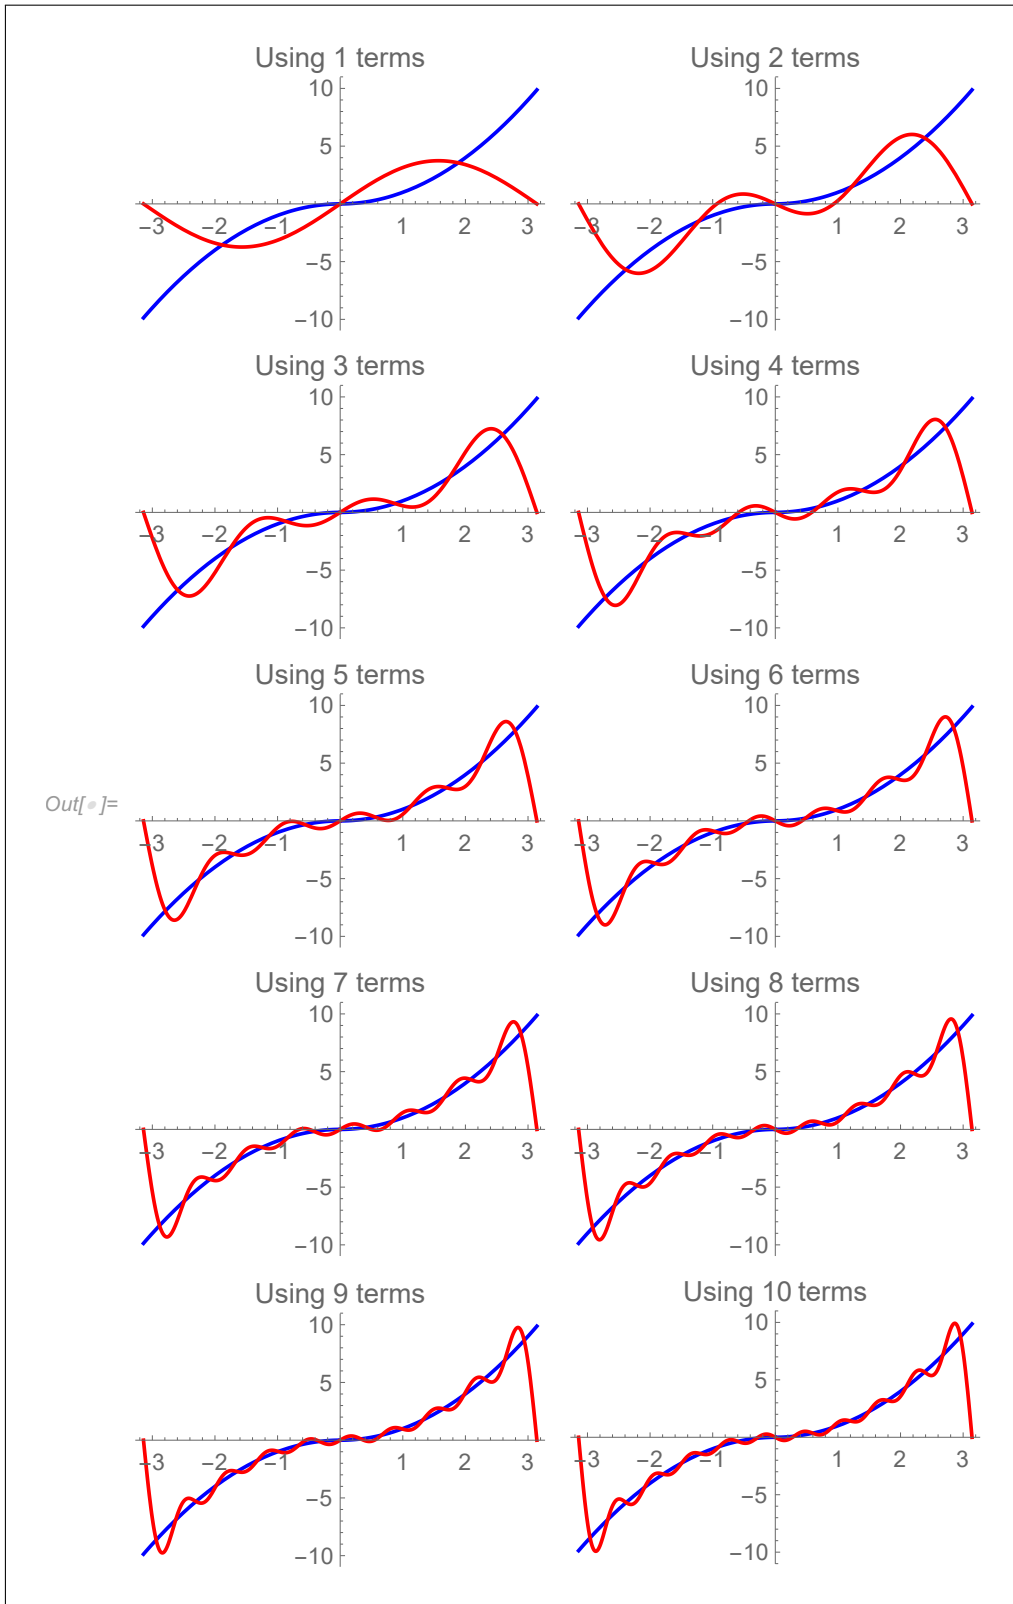 Using 1 terms
Using 2 terms
10
5
−3 −2 −1 1 2 3
−5
−10
10
5
−3 −2 −1 1 2 3
−5
−10
Using 3 terms
Using 4 terms
10
5
−3 −2 −1 1 2 3
−5
−10
10
5
−3 −2 −1 1 2 3
−5
−10
Using 5 terms
Using 6 terms
10
5
−3 −2 −1 1 2 3
−5
−10
10
5
−3 −2 −1 1 2 3
−5
−10
Out[•]=
Using 7 terms
Using 8 terms
10
5
−3 −2 −1 1 2 3
−5
−10
10
5
−3 −2 −1 1 2 3
−5
−10
Using 9 terms
Using 10 terms
10
5
−3 −2 −1 1 2 3
−5
−10
10
5
−3 −2 −1 1 2 3
−5
−10